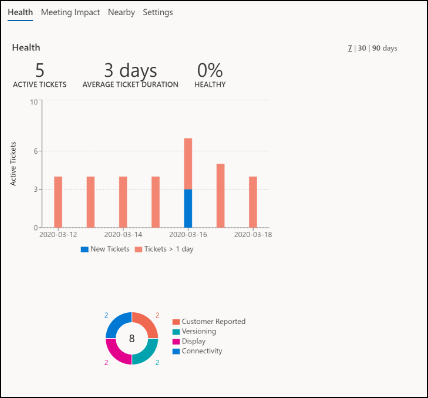 Health Meeting Impact Nearby Settings
Health 7 | 30 | 90 days
5 3 days 0%
ACTIVE TICKETS AVERAGE TICKET DURATION HEALTHY
10
6
3
0
Active Tickets
2020-03-12 2020-03-14 2020-03-16 2020-03-18
New Tickets Tickets > 1 day
2 2
8
2 2
Customer Reported
Versioning
Display
Connectivity